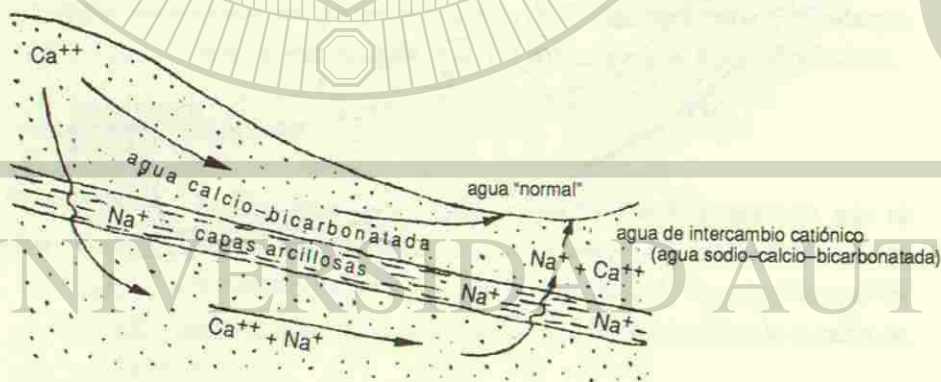 Ca++
agua calcio-bicarbonatada
agua "normal"
Na+
capas arcillosas
agua de intercambio catiónico
(agua sodio-calcio-bicarbonatada)
Na+ + Ca++
Na+
Na+
Ca++ + Na+
NIVERSIDAD AUT